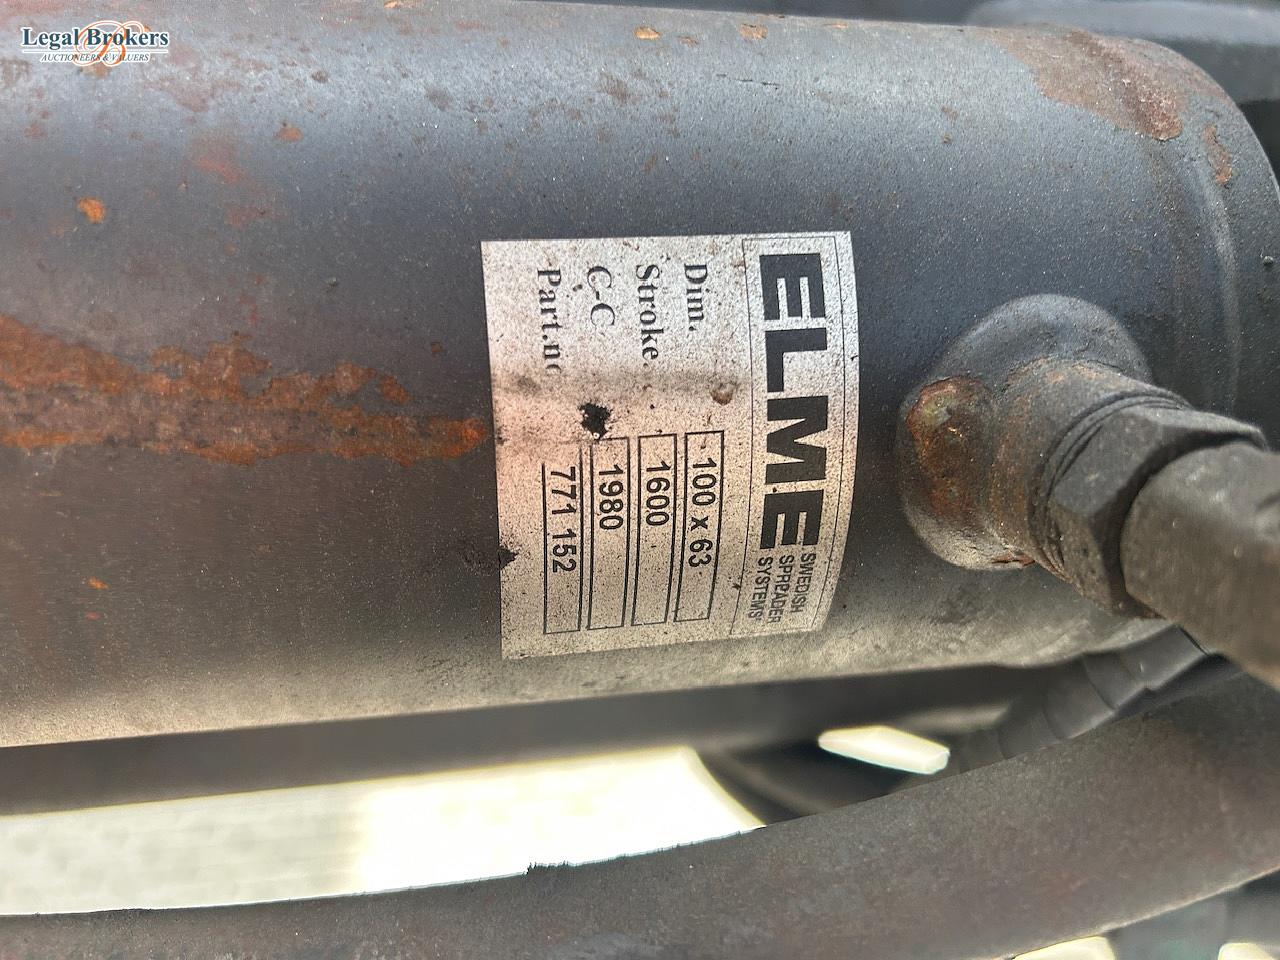 Legal Brokers
AUCTIONEERS & VALUERS
ELME
SWEDISH
SPREADER
SYSTEMS
Dim. 100 x 63
Stroke 1600
C-C 1980
Part.no 771 152